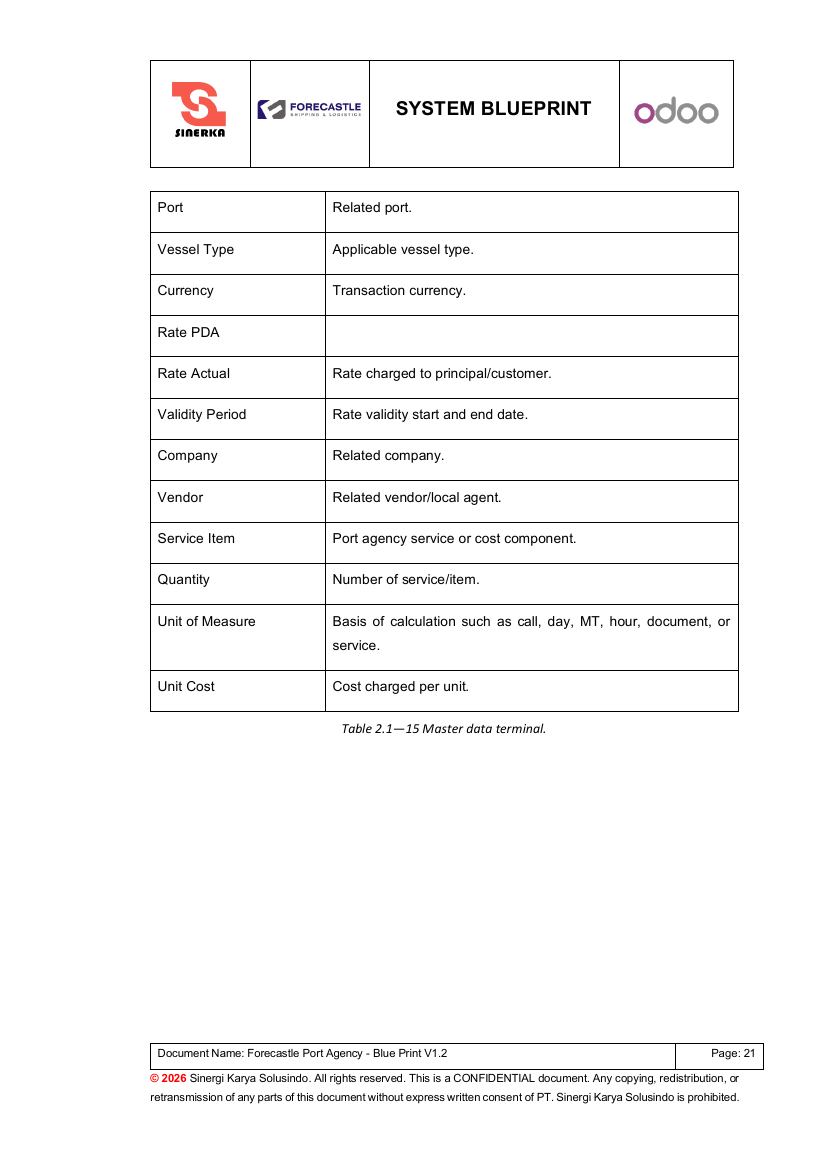 SINERKA
FORECASTLE
SHIPPING & LOGISTICS
SYSTEM BLUEPRINT
odoo
Port
Related port.
Vessel Type
Applicable vessel type.
Currency
Transaction currency.
Rate PDA
Rate Actual
Rate charged to principal/customer.
Validity Period
Rate validity start and end date.
Company
Related company.
Vendor
Related vendor/local agent.
Service Item
Port agency service or cost component.
Quantity
Number of service/item.
Unit of Measure
Basis of calculation such as call, day, MT, hour, document, or
service.
Unit Cost
Cost charged per unit.
Table 2.1—15 Master data terminal.
Document Name: Forecastle Port Agency - Blue Print V1.2
Page: 21
© 2026 Sinergi Karya Solusindo. All rights reserved. This is a CONFIDENTIAL document. Any copying, redistribution, or
retransmission of any parts of this document without express written consent of PT. Sinergi Karya Solusindo is prohibited.